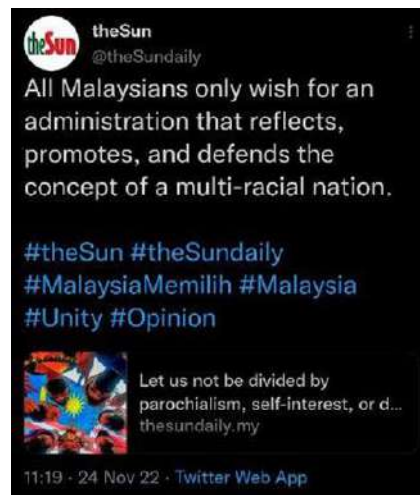 theSun
theSun
@theSundaily
All Malaysians only wish for an
administration that reflects,
promotes, and defends the
concept of a multi-racial nation.
#theSun #theSundaily
#MalaysiaMemilih #Malaysia
#Unity #Opinion
Let us not be divided by
parochialism, self-interest, or d...
thesundaily.my
11:19 · 24 Nov 22 · Twitter Web App